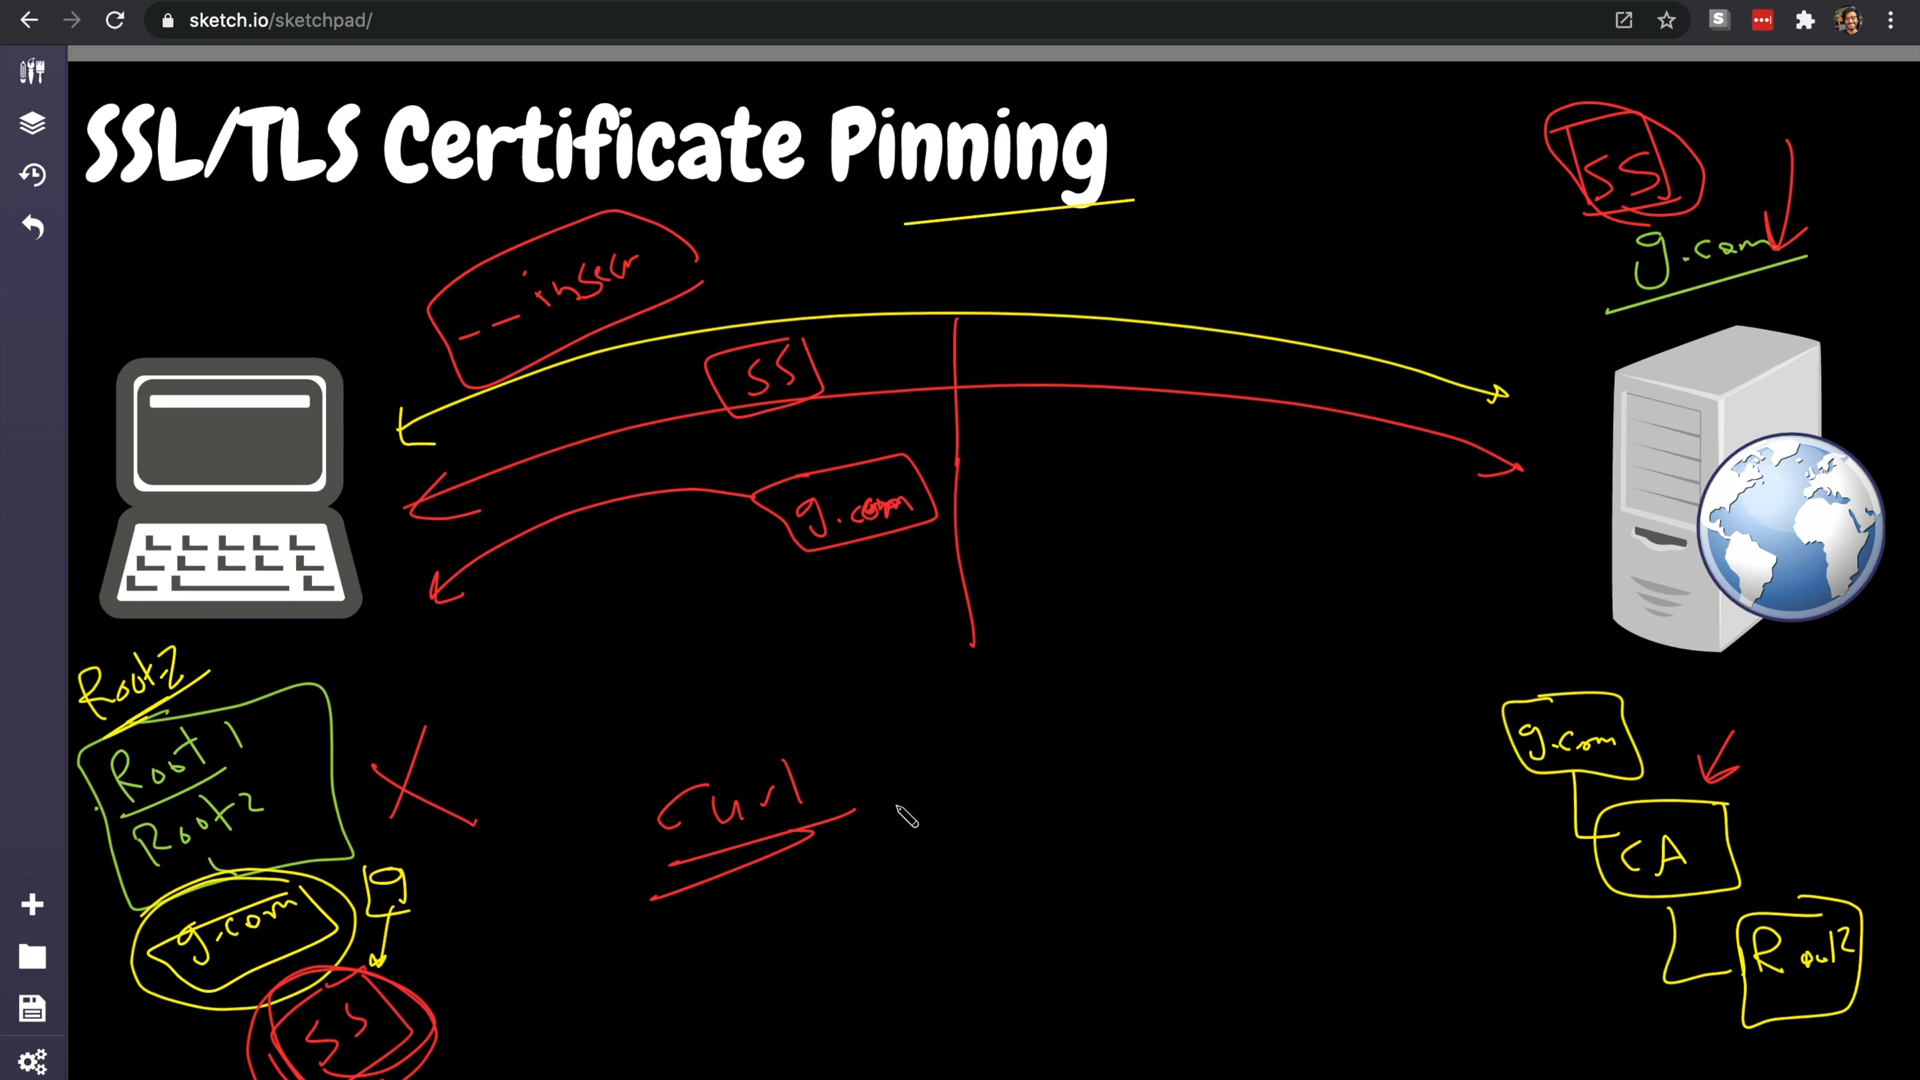 sketch.io/sketchpad/
S
SSL/TLS Certificate Pinning
SS
g.com
SS
g.com
Root2
Root 1
Root2
g.com
g
SS
Curl
g.com
CA
Root2